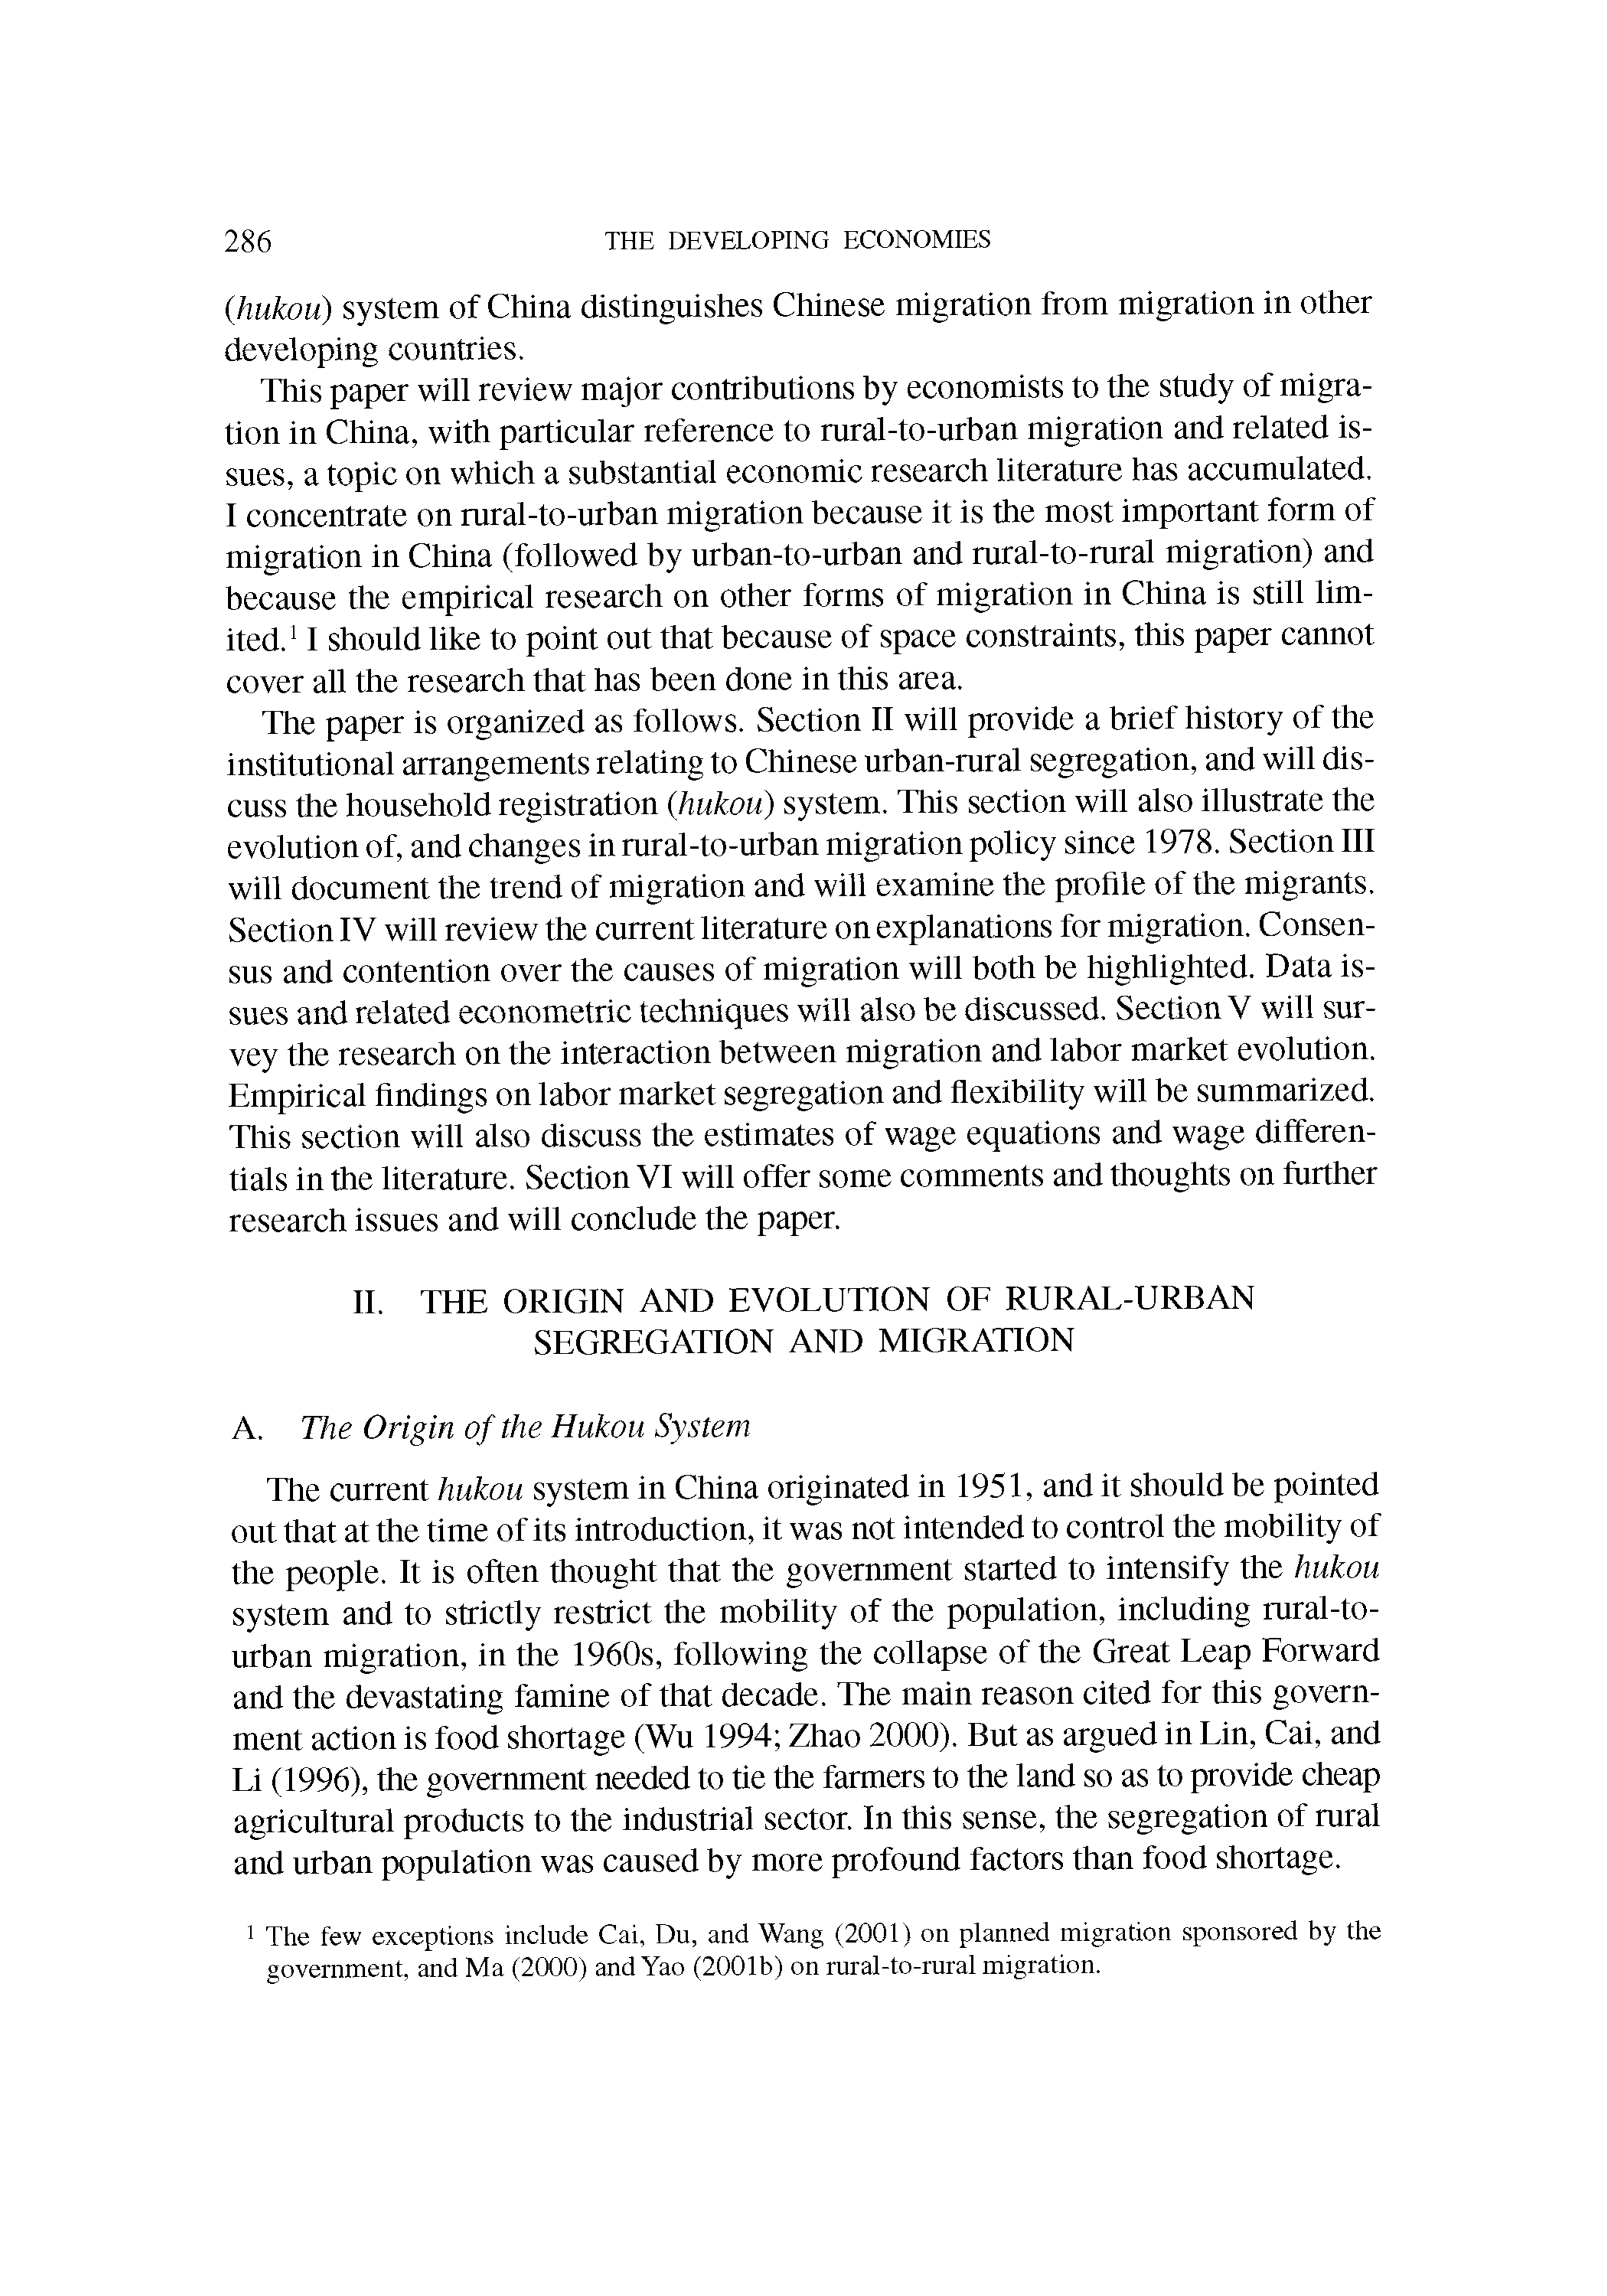 286 THE DEVELOPING ECONOMIES
(hukou) system of China distinguishes Chinese migration from migration in other
developing countries.
This paper will review major contributions by economists to the study of migra-
tion in China, with particular reference to rural-to-urban migration and related is-
sues, a topic on which a substantial economic research literature has accumulated.
I concentrate on rural-to-urban migration because it is the most important form of
migration in China (followed by urban-to-urban and rural-to-rural migration) and
because the empirical research on other forms of migration in China is still lim-
ited.¹ I should like to point out that because of space constraints, this paper cannot
cover all the research that has been done in this area.
The paper is organized as follows. Section II will provide a brief history of the
institutional arrangements relating to Chinese urban-rural segregation, and will dis-
cuss the household registration (hukou) system. This section will also illustrate the
evolution of, and changes in rural-to-urban migration policy since 1978. Section III
will document the trend of migration and will examine the profile of the migrants.
Section IV will review the current literature on explanations for migration. Consen-
sus and contention over the causes of migration will both be highlighted. Data is-
sues and related econometric techniques will also be discussed. Section V will sur-
vey the research on the interaction between migration and labor market evolution.
Empirical findings on labor market segregation and flexibility will be summarized.
This section will also discuss the estimates of wage equations and wage differen-
tials in the literature. Section VI will offer some comments and thoughts on further
research issues and will conclude the paper.
II. THE ORIGIN AND EVOLUTION OF RURAL-URBAN
SEGREGATION AND MIGRATION
A. The Origin of the Hukou System
The current hukou system in China originated in 1951, and it should be pointed
out that at the time of its introduction, it was not intended to control the mobility of
the people. It is often thought that the government started to intensify the hukou
system and to strictly restrict the mobility of the population, including rural-to-
urban migration, in the 1960s, following the collapse of the Great Leap Forward
and the devastating famine of that decade. The main reason cited for this govern-
ment action is food shortage (Wu 1994; Zhao 2000). But as argued in Lin, Cai, and
Li (1996), the government needed to tie the farmers to the land so as to provide cheap
agricultural products to the industrial sector. In this sense, the segregation of rural
and urban population was caused by more profound factors than food shortage.
¹ The few exceptions include Cai, Du, and Wang (2001) on planned migration sponsored by the
government, and Ma (2000) and Yao (2001b) on rural-to-rural migration.